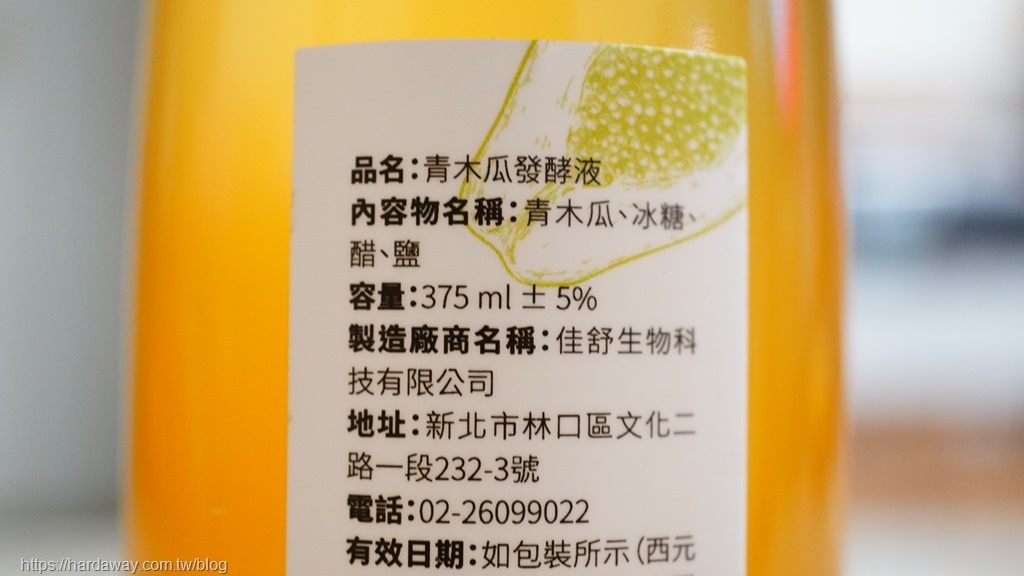 品名：青木瓜發酵液
內容物名稱：青木瓜、冰糖、
醋、鹽
容量：375 ml ± 5%
製造廠商名稱：佳舒生物科
技有限公司
地址：新北市林口區文化二
路一段232-3號
電話：02-26099022
有效日期：如包裝所示（西元
https://hardaway.com.tw/blog